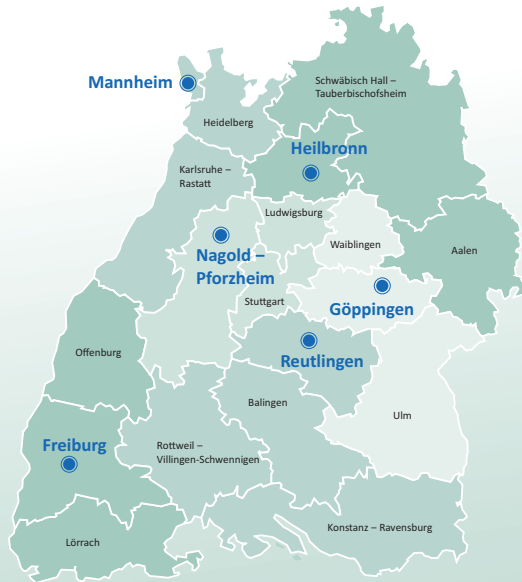 Schwäbisch Hall –
Tauberbischofsheim
Mannheim
Heidelberg
Heilbronn
Karlsruhe –
Rastatt
Ludwigsburg
Waiblingen
Aalen
Nagold –
Pforzheim
Stuttgart
Göppingen
Offenburg
Reutlingen
Balingen
Ulm
Freiburg
Rottweil –
Villingen-Schwennigen
Konstanz – Ravensburg
Lörrach